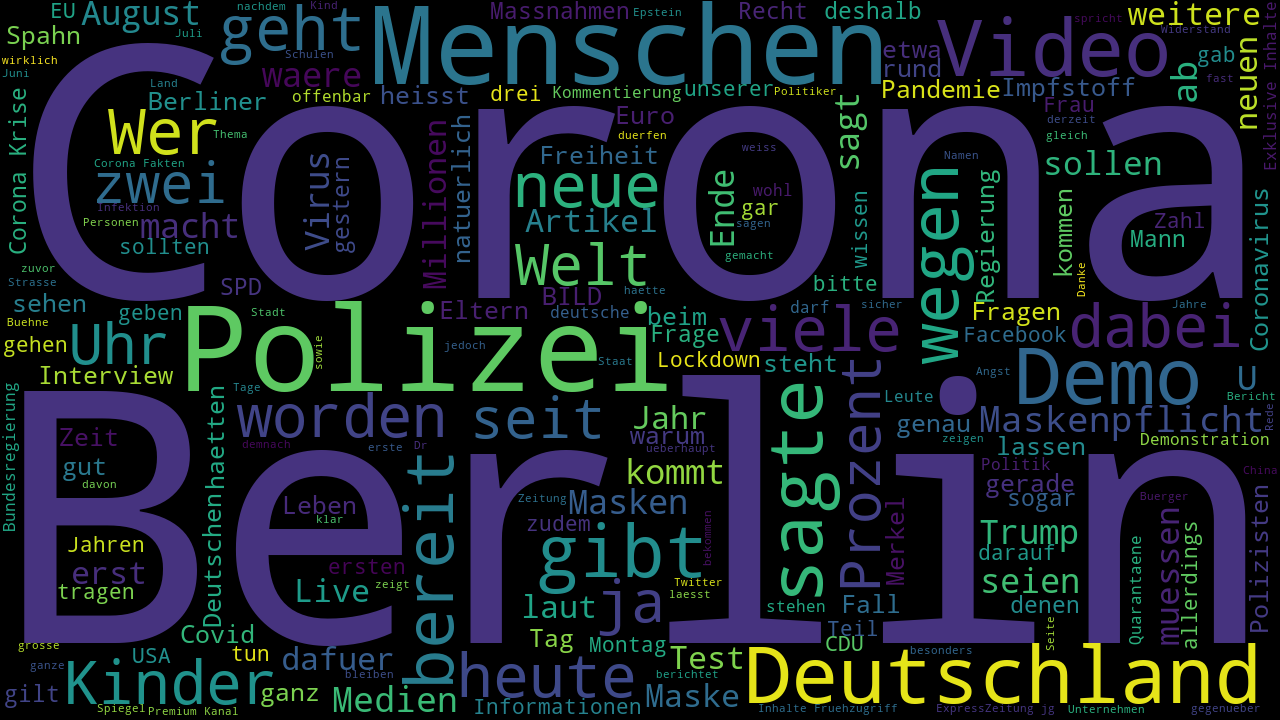 EU
August
geht
Menschen
Massnahmen
Epstein
Recht
deshalb
Video
weitere
nachdem
Kind
Juli
Spahn
wirklich
Juni
Schulen
waere
etwa
rund
spricht
Widerstand
gab
fast
ab
neuen
Exklusive Inhalte
Land
Berliner
offenbar
heisst
drei
Kommentierung
unserer
Politiker
Pandemie
Impfstoff
Frau
derzeit
gleich
Corona Krise
Wer
Thema
Corona
Euro
duerfen
sagt
Corona Fakten
zwei
Infektion
Personen
macht
sollten
Virus
gestern
Millionen
natuerlich
Freiheit
neue
Artikel
Welt
weiss
wohl
gar
sagen
gemacht
Ende
wissen
bitte
Namen
wegen
Regierung
sollen
kommen
Zahl
Mann
Danke
Coronavirus
zuvor
Strasse
SPD
BILD
haette
darf
sicher
Jahre
sehen
Buehne
gehen
geben
Uhr
Stadt
Polizei
sowie
Eltern
deutsche
jedoch
Staat
beim
Frage
viele
Fragen
Facebook
dabei
Interview
Tage
Lockdown
steht
Angst
Demo
U
Bericht
Bundesregierung
haetten
Deutschen
worden
demnach
erste
Dr
seit
Jahr
warum
ueberhaupt
kommt
sagte
Prozent
Leute
genau
zeigen
Maskenpflicht
Rede
lassen
Demonstration
Zeit
gut
davon
Berlin
Leben
klar
bereit
Zeitung
Masken
zudem
gibt
bekommen
Merkel
Politik
gerade
sogar
China
Buerger
Jahren
erst
tragen
ersten
Live
zeigt
laut
ja
Twitter
laesst
stehen
Fall
Teil
Trump
darauf
seien
denen
Quarantaene
muessen
allerdings
Polizisten
grosse
ganze
Covid
USA
tun
dafuer
bleiben
Tag
Montag
berichtet
Test
CDU
besonders
seite
gilt
Kinder
Spiegel
Premium Kanal
ganz
Medien
heute
Informationen
Maske
Deutschland
Inhalte Fruehzugriff
ExpressZeitung jg
Unternehmen
gegenueber